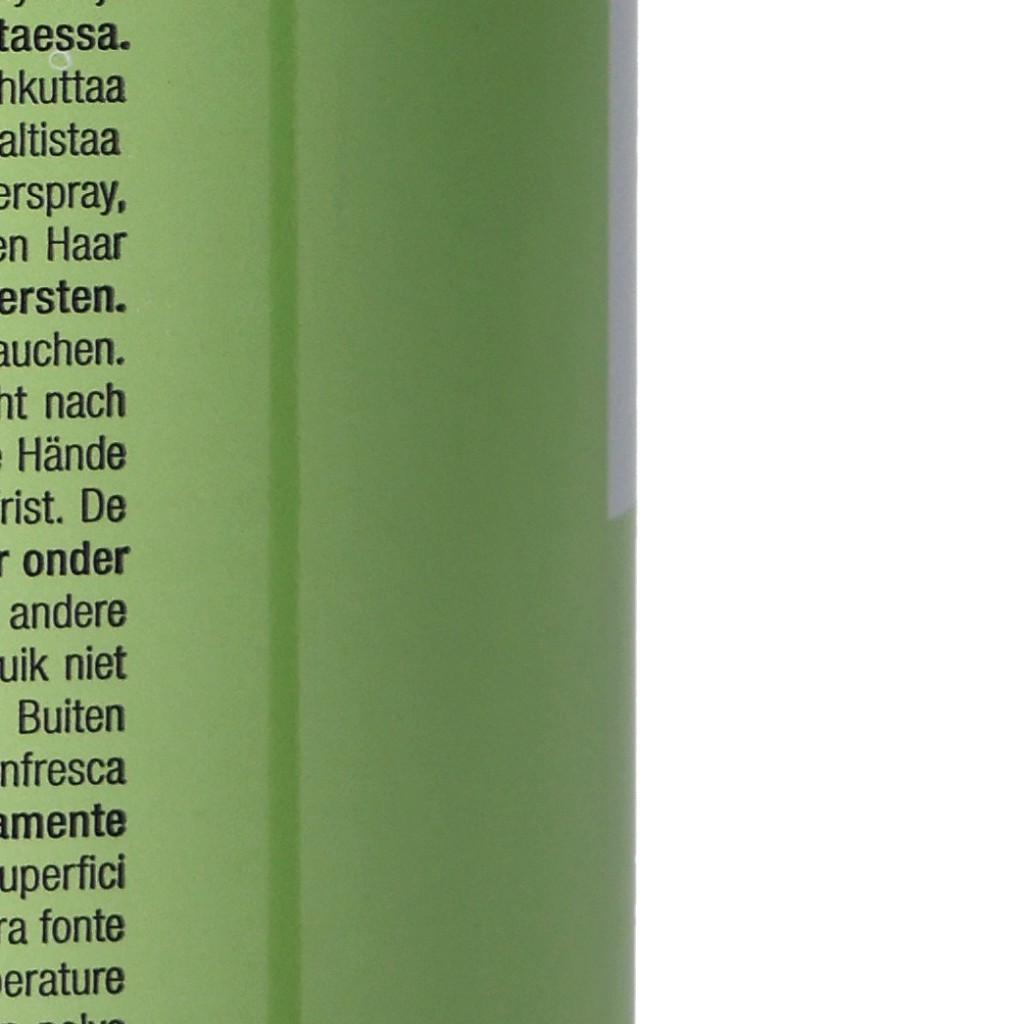 taessa.
hkuttaa
altistaa
erspray,
en Haar
ersten.
auchen.
ht nach
Hände
rist. De
r onder
andere
uik niet
Buiten
nfresca
amente
uperfici
ra fonte
perature